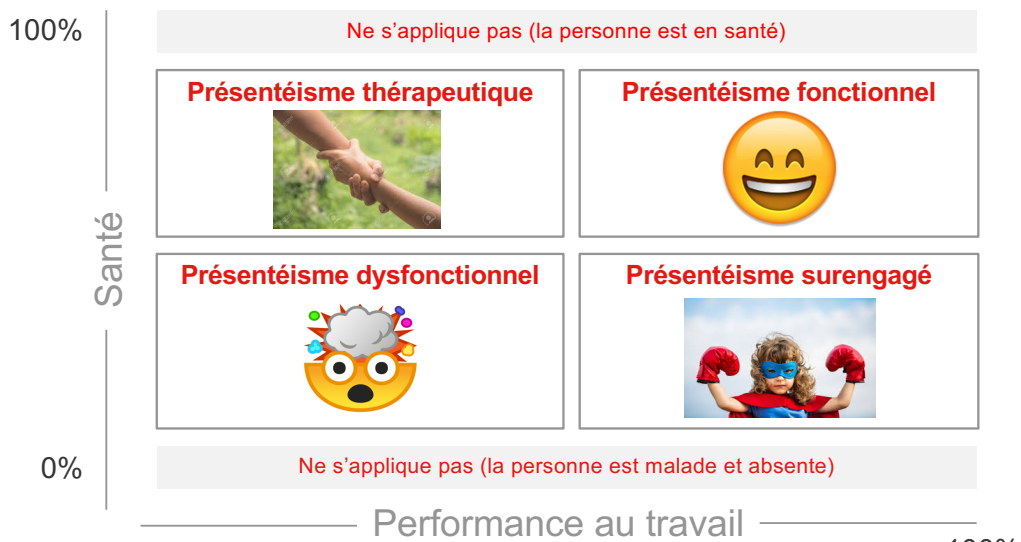 100%
Ne s’applique pas (la personne est en santé)
Présentéisme thérapeutique
Présentéisme fonctionnel
Santé
Présentéisme dysfonctionnel
Présentéisme surengagé
0%
Ne s’applique pas (la personne est malade et absente)
Performance au travail